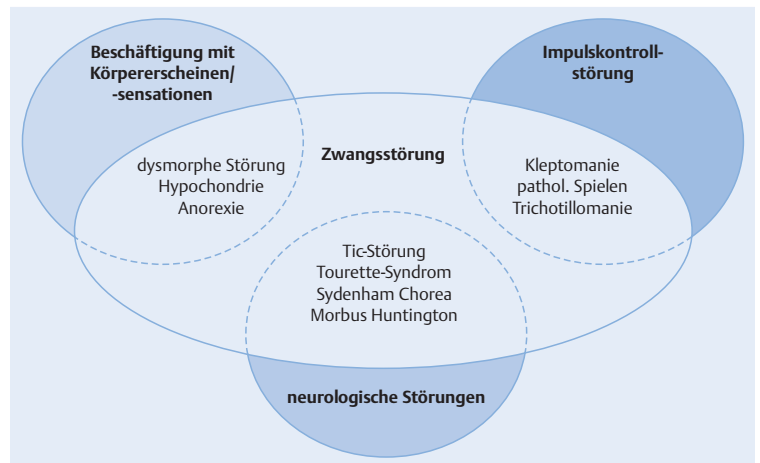 Beschäftigung mit
Körpererscheinen/
-sensationen
Impulskontroll-
störung
Zwangsstörung
dysmorphe Störung
Hypochondrie
Anorexie
Kleptomanie
pathol. Spielen
Trichotillomanie
Tic-Störung
Tourette-Syndrom
Sydenham Chorea
Morbus Huntington
neurologische Störungen